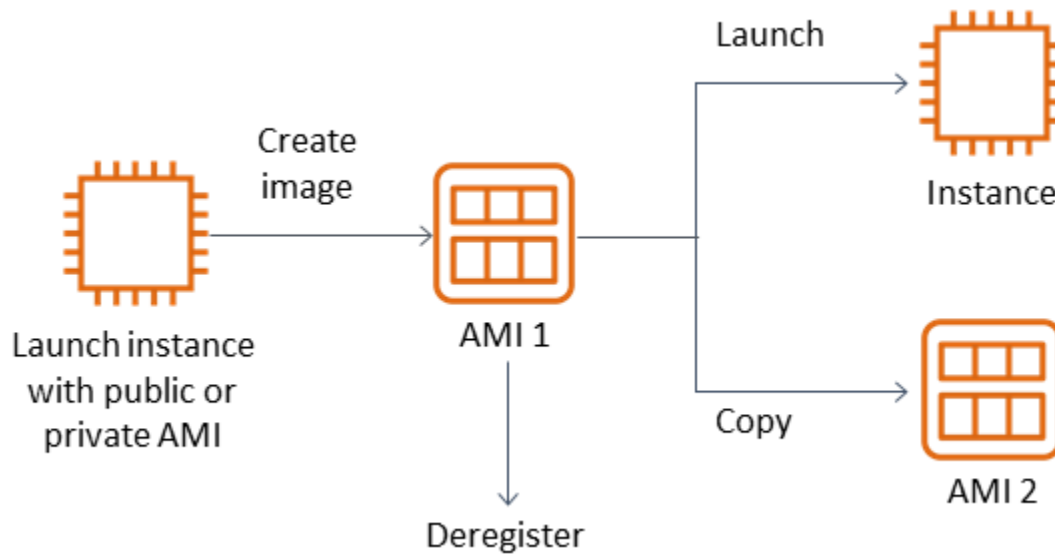 Launch
Create
image
Instance
AMI 1
Launch instance
with public or
private AMI
Copy
AMI 2
Deregister